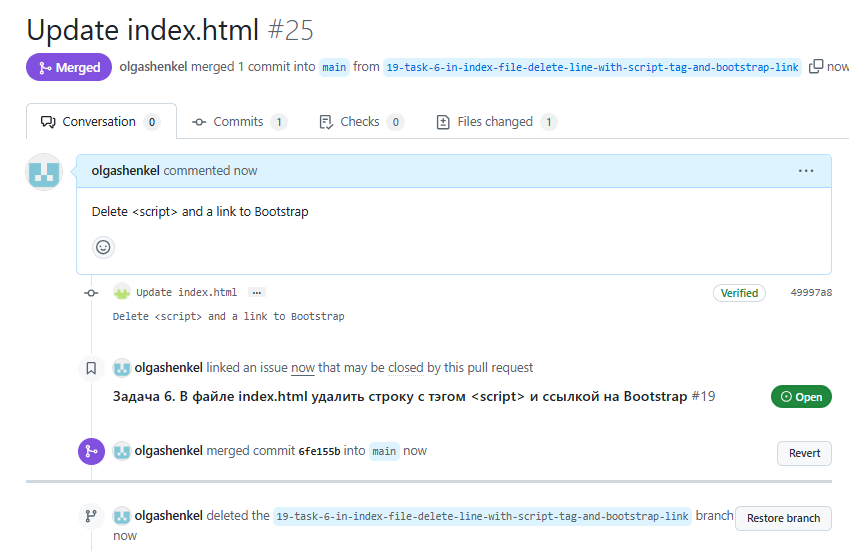 Update index.html #25
Merged olgashenkel merged 1 commit into main from 19-task-6-in-index-file-delete-line-with-script-tag-and-bootstrap-link now
Conversation 0 Commits 1 Checks 0 Files changed 1
olgashenkel commented now ...
Delete <script> and a link to Bootstrap
Update index.html ... Verified 49997a8
Delete <script> and a link to Bootstrap
olgashenkel linked an issue now that may be closed by this pull request
Задача 6. В файле index.html удалить строку с тэгом <script> и ссылкой на Bootstrap #19 Open
olgashenkel merged commit 6fe155b into main now Revert
olgashenkel deleted the 19-task-6-in-index-file-delete-line-with-script-tag-and-bootstrap-link branch Restore branch
now